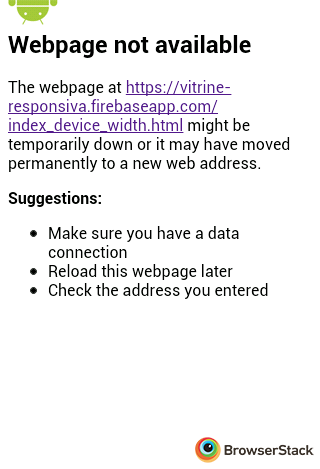 Webpage not available
The webpage at https://vitrine-
responsiva.firebaseapp.com/
index_device_width.html might be
temporarily down or it may have moved
permanently to a new web address.
Suggestions:
Make sure you have a data
connection
Reload this webpage later
Check the address you entered
BrowserStack